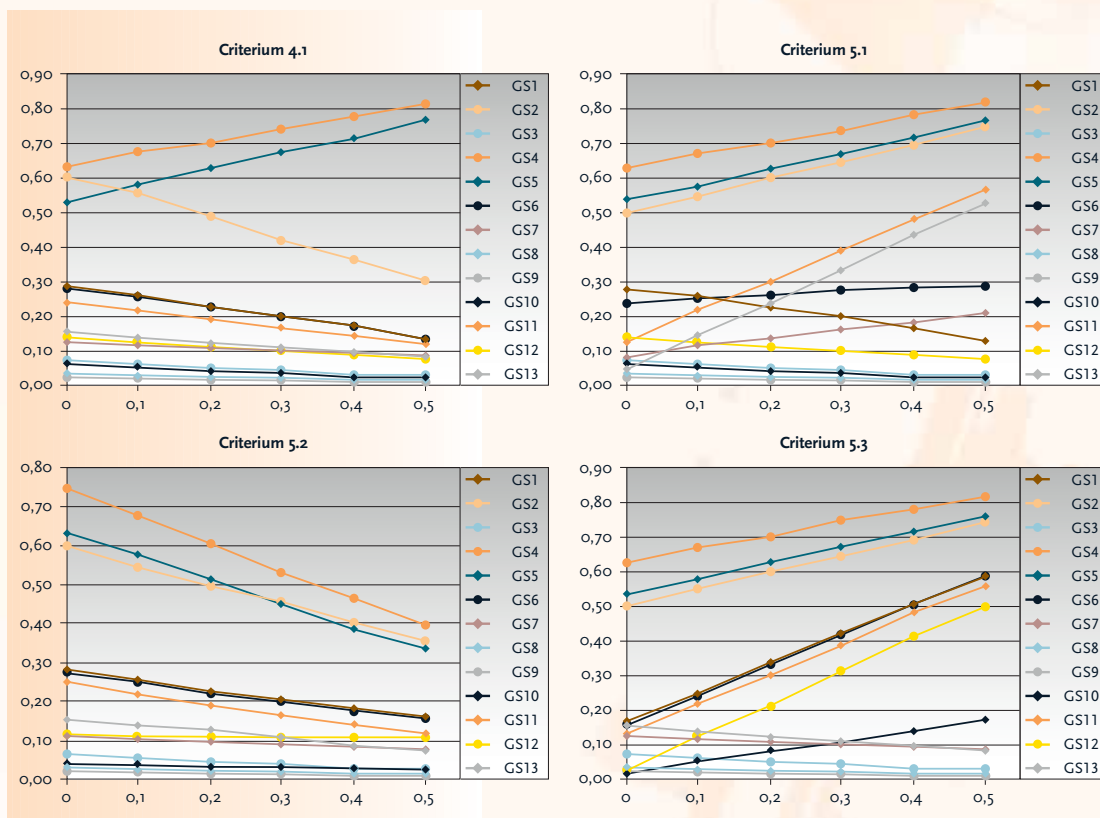 Criterium 4.1
0,90
0,80
0,70
0,60
0,50
0,40
0,30
0,20
0,10
0,00
0 0,1 0,2 0,3 0,4 0,5
GS1
GS2
GS3
GS4
GS5
GS6
GS7
GS8
GS9
GS10
GS11
GS12
GS13
Criterium 5.1
0,90
0,80
0,70
0,60
0,50
0,40
0,30
0,20
0,10
0,00
0 0,1 0,2 0,3 0,4 0,5
GS1
GS2
GS3
GS4
GS5
GS6
GS7
GS8
GS9
GS10
GS11
GS12
GS13
Criterium 5.2
0,80
0,70
0,60
0,50
0,40
0,30
0,20
0,10
0,00
0 0,1 0,2 0,3 0,4 0,5
GS1
GS2
GS3
GS4
GS5
GS6
GS7
GS8
GS9
GS10
GS11
GS12
GS13
Criterium 5.3
0,90
0,80
0,70
0,60
0,50
0,40
0,30
0,20
0,10
0,00
0 0,1 0,2 0,3 0,4 0,5
GS1
GS2
GS3
GS4
GS5
GS6
GS7
GS8
GS9
GS10
GS11
GS12
GS13